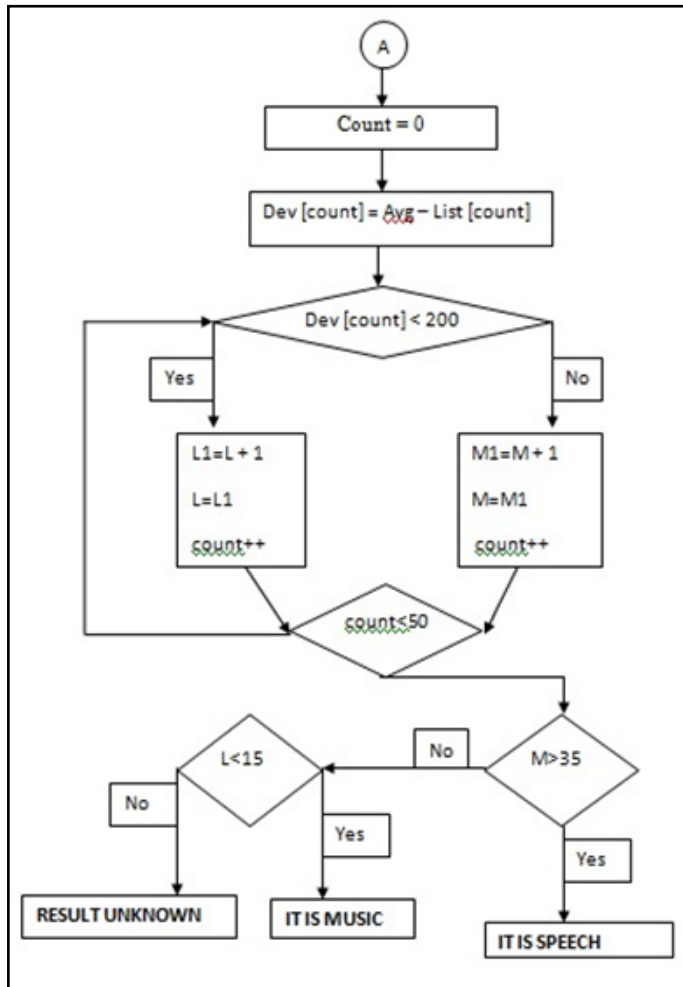 A
Count = 0
Dev [count] = Avg – List [count]
Dev [count] < 200
Yes
No
L1=L + 1
L=L1
count++
M1=M + 1
M=M1
count++
count<50
L<15
No
M>35
No
Yes
Yes
RESULT UNKNOWN
IT IS MUSIC
IT IS SPEECH